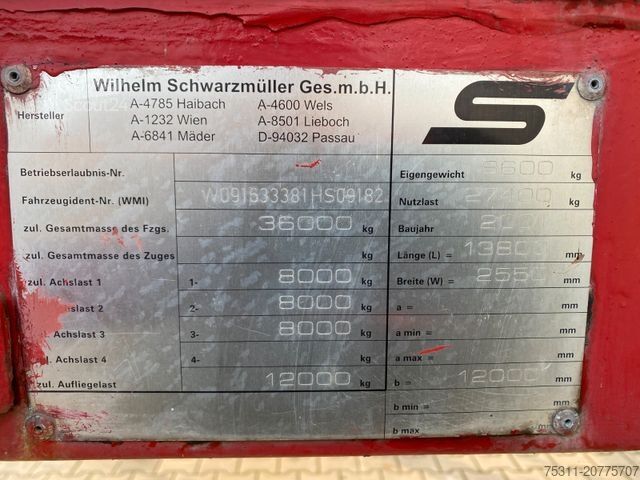 Wilhelm Schwarzmüller Ges.m.b.H.
Hersteller
A-4785 Haibach A-4600 Wels
A-1232 Wien A-8501 Lieboch
A-6841 Mäder D-94032 Passau
S
Betriebserlaubnis-Nr.
Fahrzeugident-Nr. (WMI) W091533381HS09182
zul. Gesamtmasse des Fzgs. 36000 kg
zul. Gesamtmasse des Zuges kg
zul. Achslast 1 1- 8000 kg
Achslast 2 2- 8000 kg
zul. Achslast 3 3- 8000 kg
zul. Achslast 4 4- kg
zul. Aufliegelast 12000 kg
Eigengewicht kg
Nutzlast kg
Baujahr
Länge (L) = mm
Breite (W) = 2550 mm
a = mm
a min = mm
a max = mm
b = 12000 mm
b min = mm
b max mm
75311-20775707